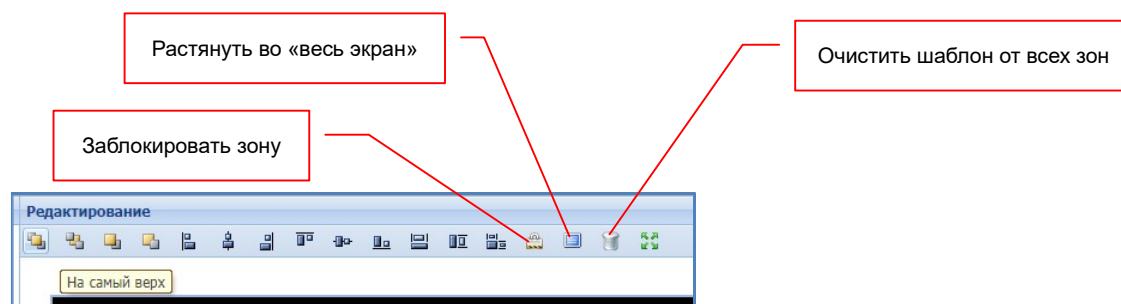 Растянуть во «весь экран»
Очистить шаблон от всех зон
Заблокировать зону
Редактирование
На самый верх